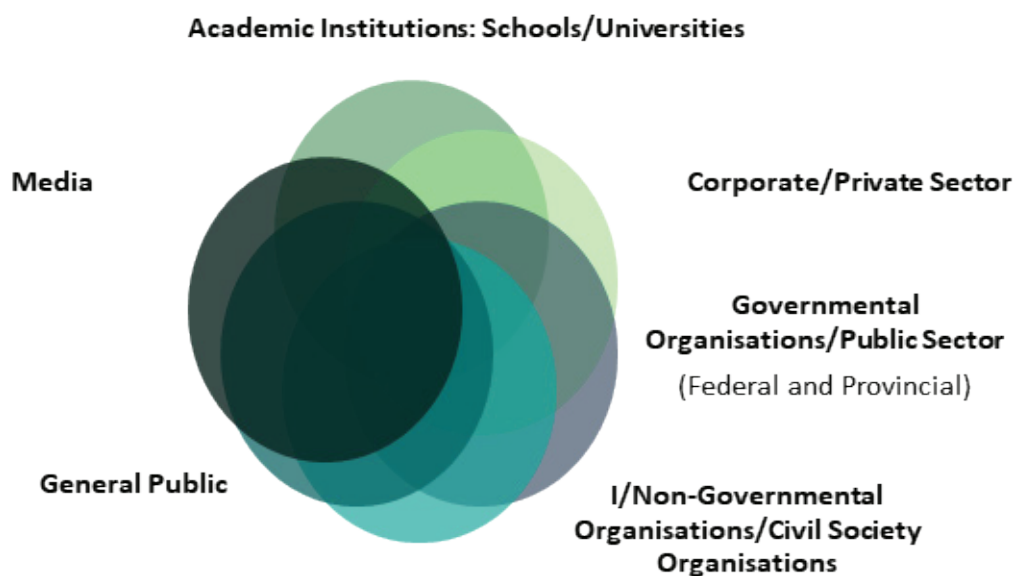 Academic Institutions: Schools/Universities
Media
Corporate/Private Sector
Governmental
Organisations/Public Sector
(Federal and Provincial)
General Public
I/Non-Governmental
Organisations/Civil Society
Organisations